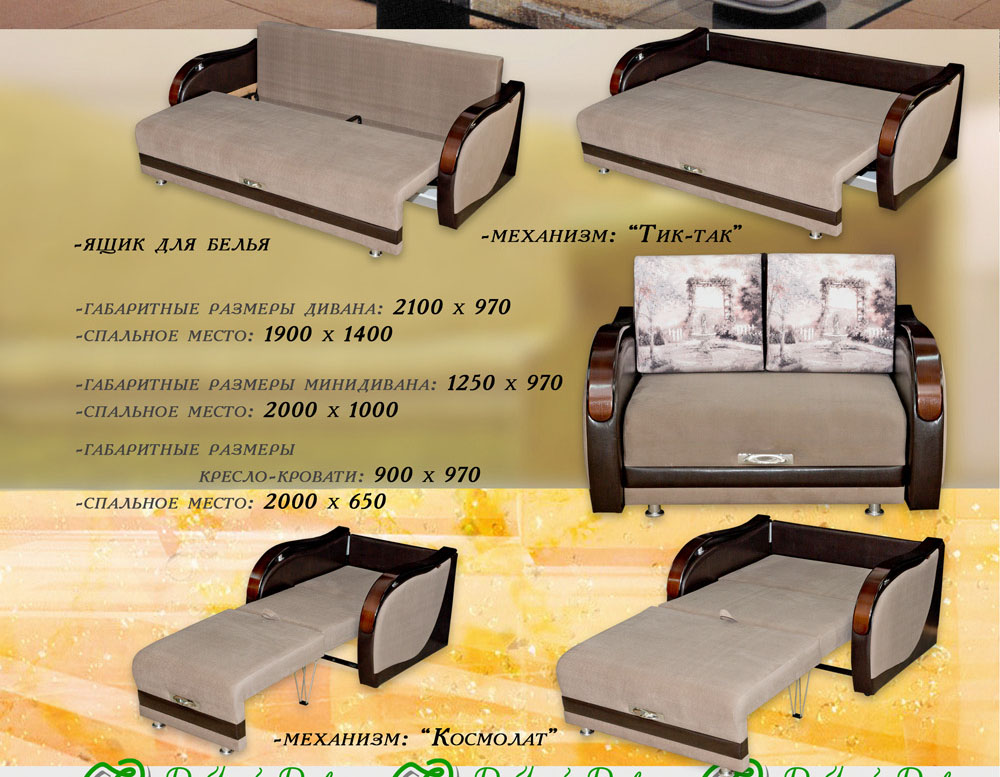 -ящик для белья
-механизм: “Тик-так”
-габаритные размеры дивана: 2100 x 970
-спальное место: 1900 x 1400
-габаритные размеры минидивана: 1250 x 970
-спальное место: 2000 x 1000
-габаритные размеры
кресло-кровати: 900 x 970
-спальное место: 2000 x 650
-механизм: “Космолат”